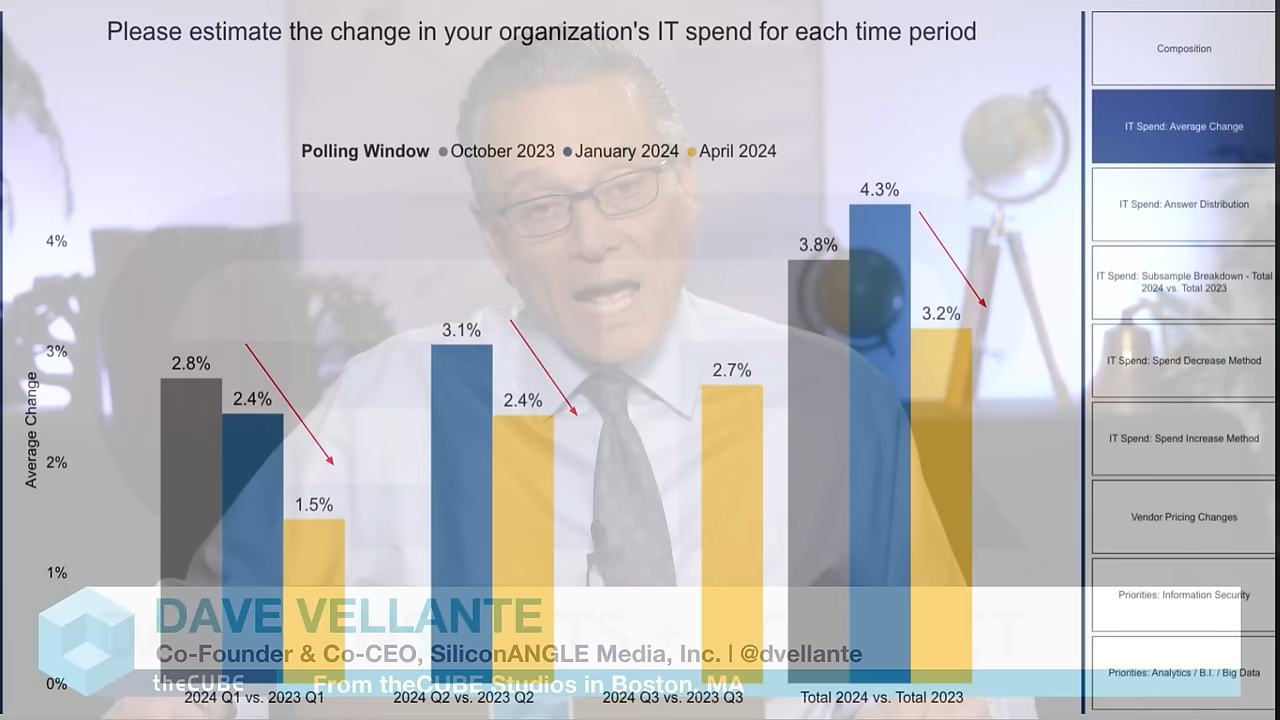 Please estimate the change in your organization's IT spend for each time period
Polling Window October 2023 January 2024 April 2024
Average Change
4%
3%
2%
1%
0%
2.8%
2.4%
1.5%
3.1%
2.4%
2.7%
3.8%
4.3%
3.2%
2024 Q1 vs. 2023 Q1
2024 Q2 vs. 2023 Q2
2024 Q3 vs. 2023 Q3
Total 2024 vs. Total 2023
Composition
IT Spend: Average Change
IT Spend: Answer Distribution
IT Spend: Subsample Breakdown - Total
2024 vs. Total 2023
IT Spend: Spend Decrease Method
IT Spend: Spend Increase Method
Vendor Pricing Changes
Priorities: Information Security
Priorities: Analytics / B.I. / Big Data
DAVE VELLANTE
Co-Founder & Co-CEO, SiliconANGLE Media, Inc. | @dvellante
theCUBE
From theCUBE Studios in Boston, MA